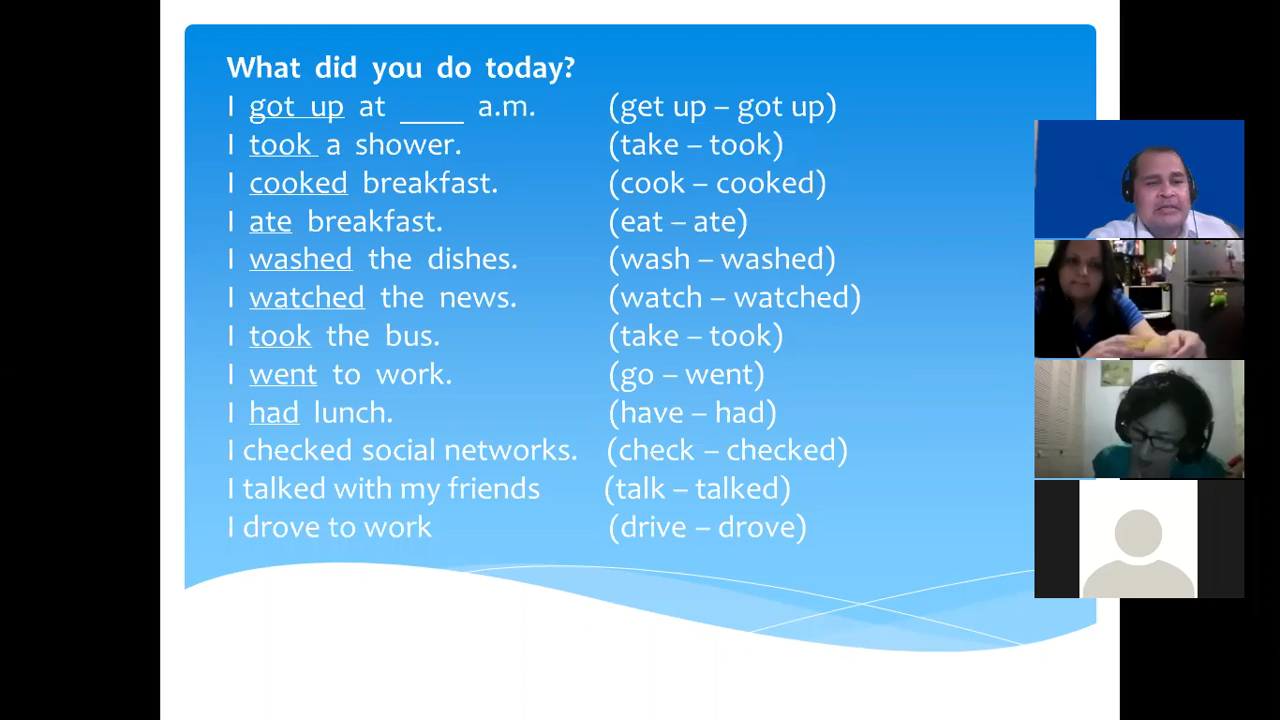 What did you do today?
I got up at ____ a.m. (get up – got up)
I took a shower. (take – took)
I cooked breakfast. (cook – cooked)
I ate breakfast. (eat – ate)
I washed the dishes. (wash – washed)
I watched the news. (watch – watched)
I took the bus. (take – took)
I went to work. (go – went)
I had lunch. (have – had)
I checked social networks. (check – checked)
I talked with my friends (talk – talked)
I drove to work (drive – drove)